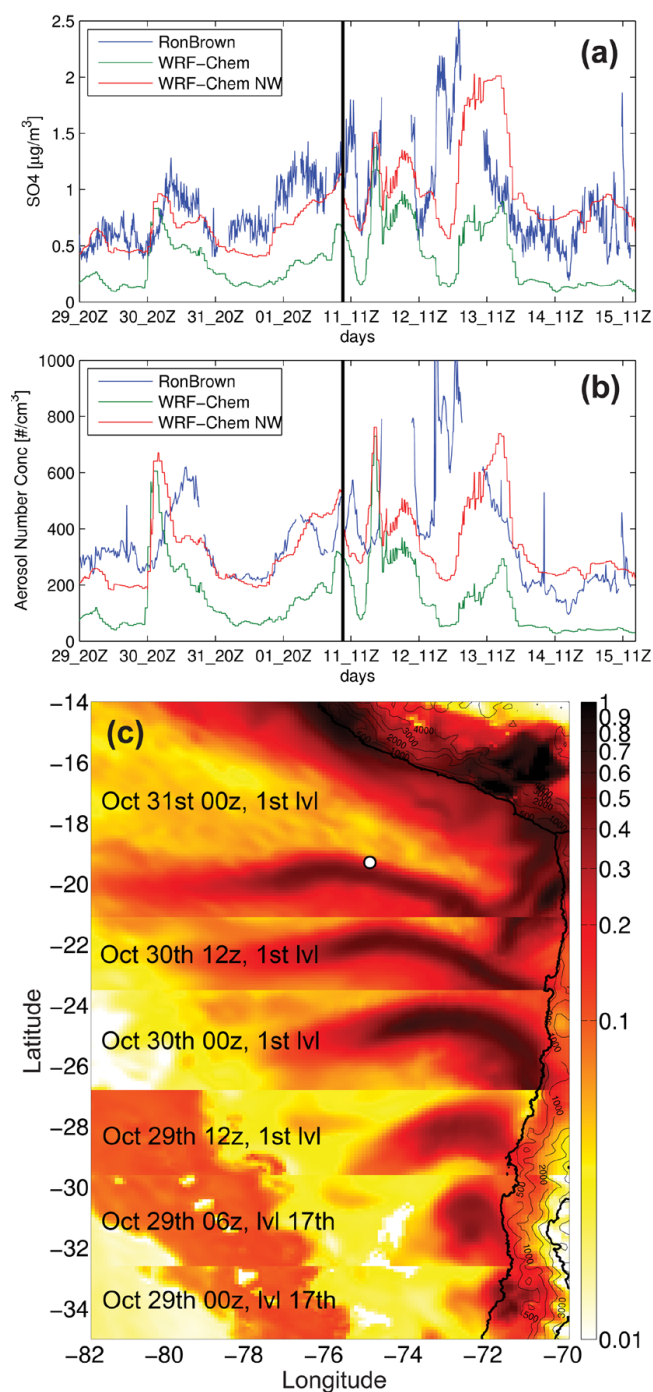 (a)
RonBrown
WRF-Chem
WRF-Chem NW
SO4 [µg/m³]
2.5
2
1.5
1
0.5
0
29_20Z 30_20Z 01_20Z 11_11Z 12_11Z 13_11Z 14_11Z 15_11Z
days
(b)
RonBrown
WRF-Chem
WRF-Chem NW
Aerosol Number Conc [#/cm³]
1000
800
600
400
200
0
29_20Z 30_20Z 01_20Z 11_11Z 12_11Z 13_11Z 14_11Z 15_11Z
days
(c)
Latitude
−14
−16
−18
−20
−22
−24
−26
−28
−30
−32
−34
Oct 31st 00z, 1st lvl
Oct 30th 12z, 1st lvl
Oct 30th 00z, 1st lvl
Oct 29th 12z, 1st lvl
Oct 29th 06z, lvl 17th
Oct 29th 00z, lvl 17th
−82 −80 −78 −76 −74 −72 −70
Longitude
1
0.9
0.8
0.7
0.6
0.5
0.4
0.3
0.2
0.1
0.01